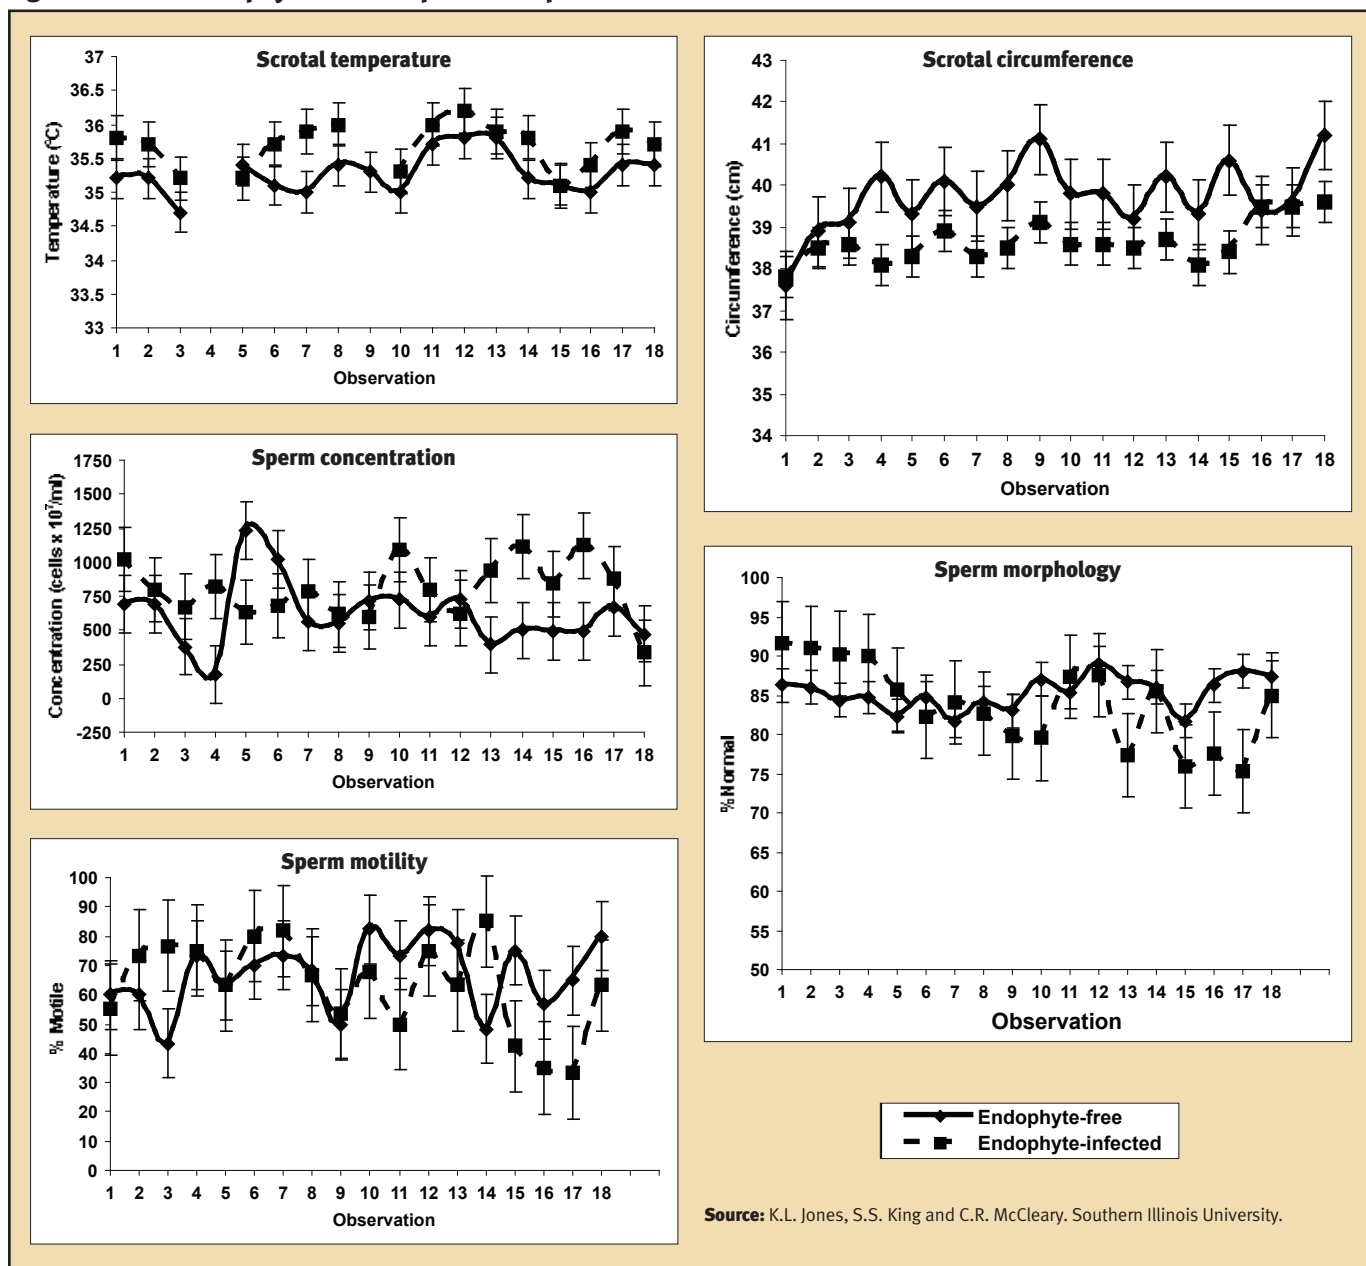 Scrotal temperature
Temperature (°C)
37
36.5
36
35.5
35
34.5
34
33.5
33
1 2 3 4 5 6 7 8 9 10 11 12 13 14 15 16 17 18
Observation
Scrotal circumference
Circumference (cm)
43
42
41
40
39
38
37
36
35
34
1 2 3 4 5 6 7 8 9 10 11 12 13 14 15 16 17 18
Observation
Sperm concentration
Concentration (cells x 10⁷/ml)
1750
1500
1250
1000
750
500
250
0
-250
1 2 3 4 5 6 7 8 9 10 11 12 13 14 15 16 17 18
Observation
Sperm morphology
% Normal
100
95
90
85
80
75
70
65
60
55
50
1 2 3 4 5 6 7 8 9 10 11 12 13 14 15 16 17 18
Observation
Sperm motility
% Motile
100
90
80
70
60
50
40
30
20
10
0
1 2 3 4 5 6 7 8 9 10 11 12 13 14 15 16 17 18
Observation
Endophyte-free
Endophyte-infected
Source: K.L. Jones, S.S. King and C.R. McCleary. Southern Illinois University.